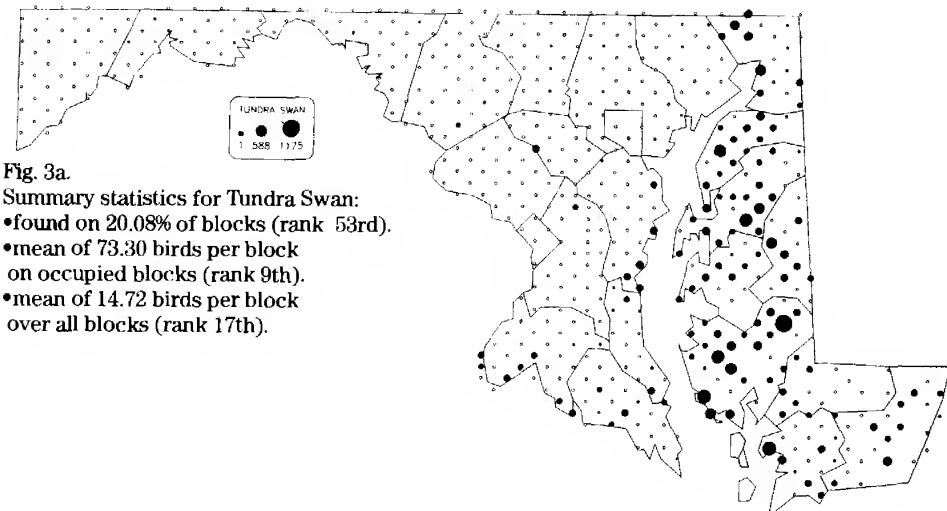 TUNDRA SWAN
1 588 1175
Fig. 3a.
Summary statistics for Tundra Swan:
•found on 20.08% of blocks (rank 53rd).
•mean of 73.30 birds per block
on occupied blocks (rank 9th).
•mean of 14.72 birds per block
over all blocks (rank 17th).